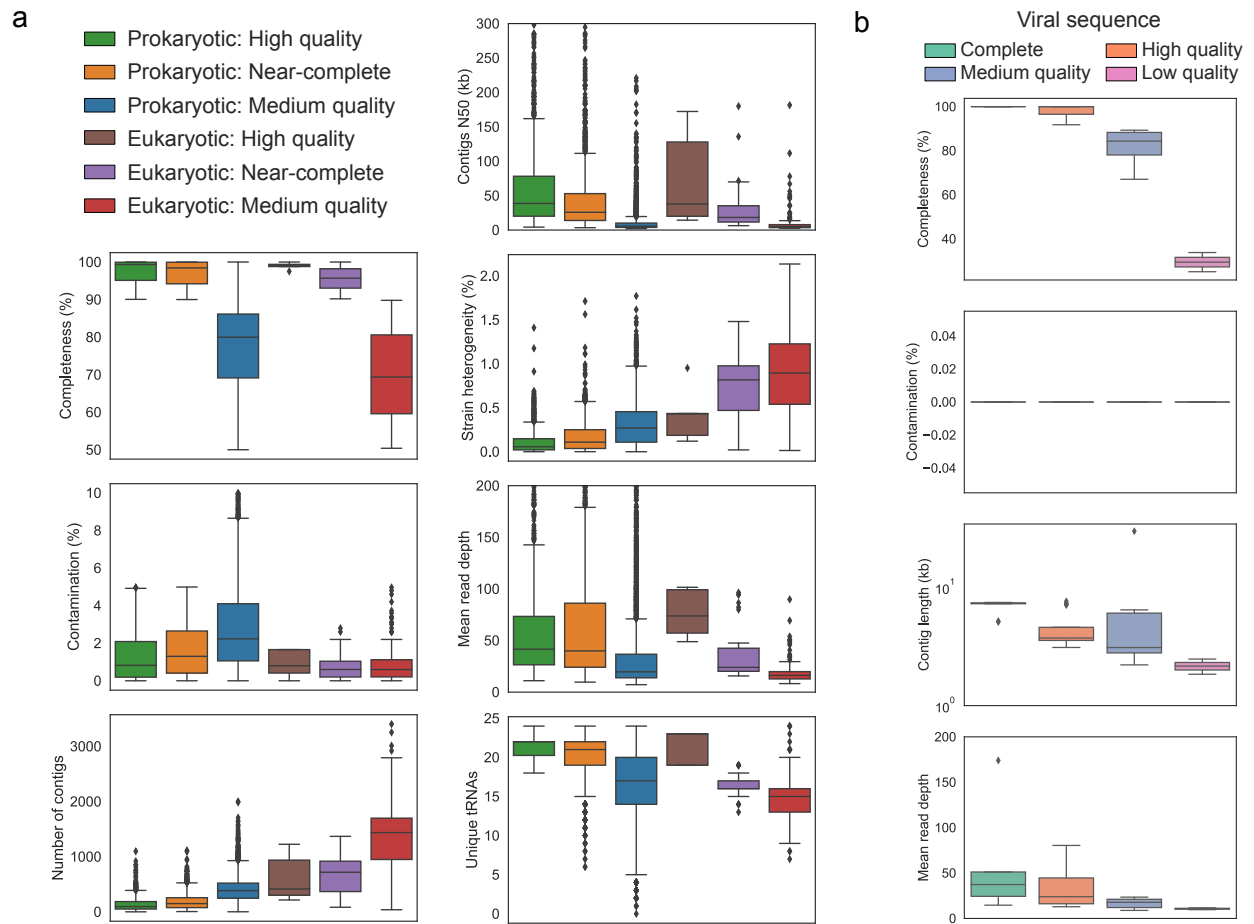 a
Prokaryotic: High quality
Prokaryotic: Near-complete
Prokaryotic: Medium quality
Eukaryotic: High quality
Eukaryotic: Near-complete
Eukaryotic: Medium quality
Completeness (%)
100
90
80
70
60
50
Contamination (%)
10
8
6
4
2
0
Number of contigs
3000
2000
1000
0
Contigs N50 (kb)
300
250
200
150
100
50
0
Strain heterogeneity (%)
2.0
1.5
1.0
0.5
0.0
Mean read depth
200
150
100
50
0
Unique tRNAs
25
20
15
10
5
0
b
Viral sequence
Complete
High quality
Medium quality
Low quality
Completeness (%)
100
80
60
40
Contamination (%)
0.04
0.02
0.00
−0.02
−0.04
Contig length (kb)
10¹
10⁰
Mean read depth
200
150
100
50
0